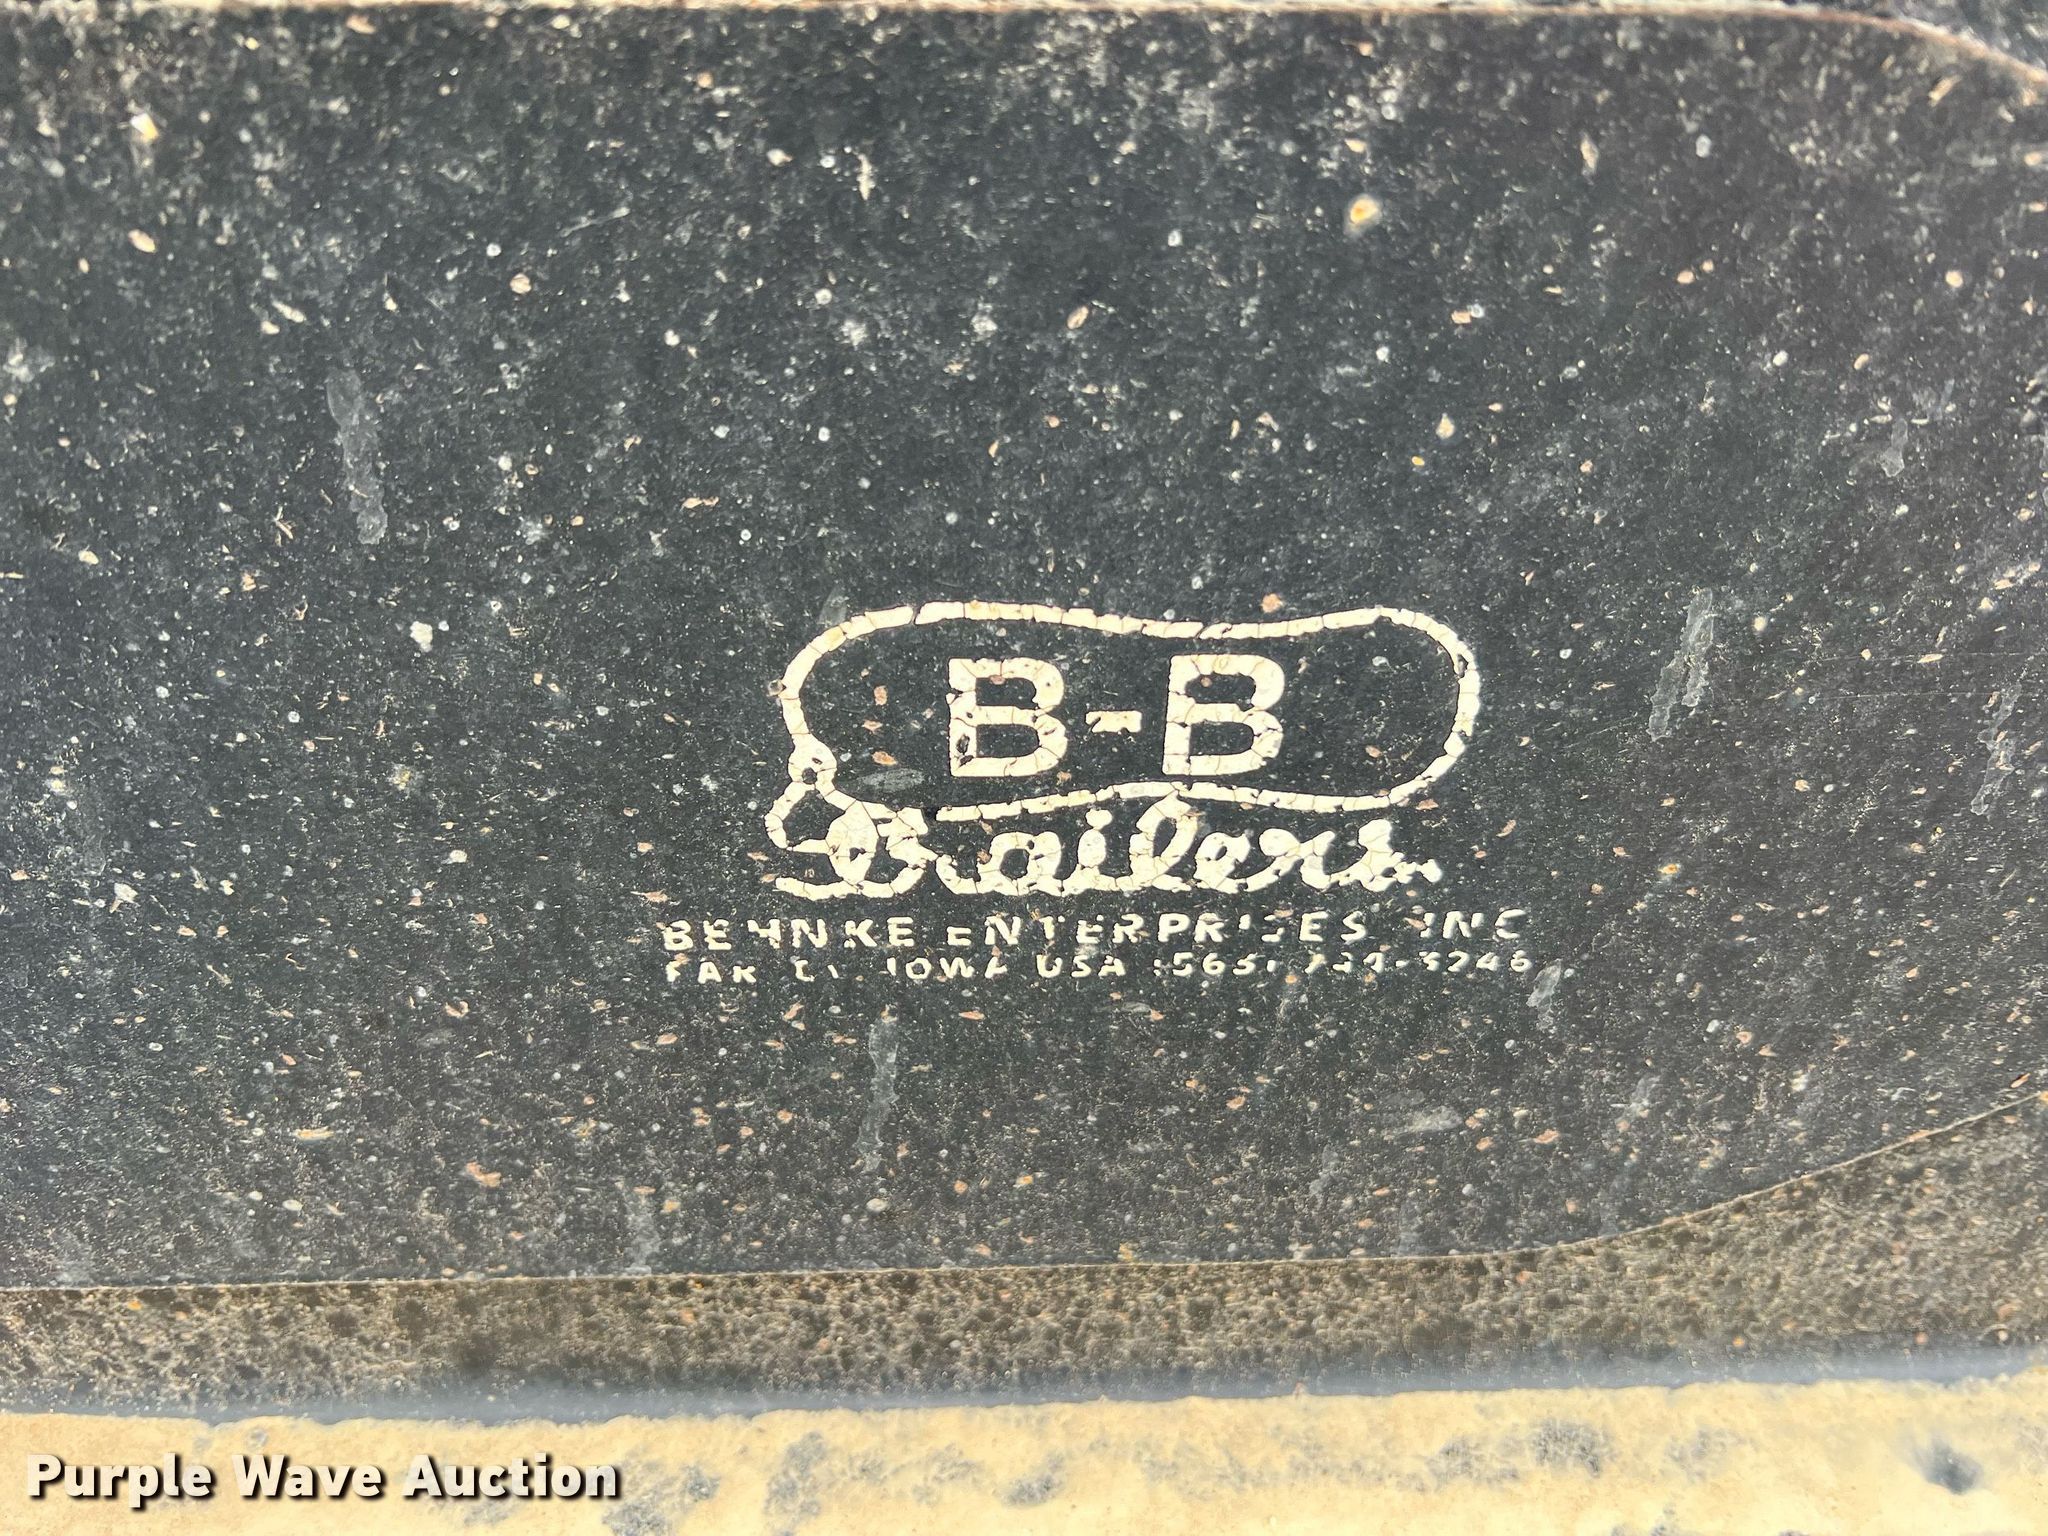 B-B
Trailers
BEHNKE ENTERPRISES INC
IOWA USA
Purple Wave Auction